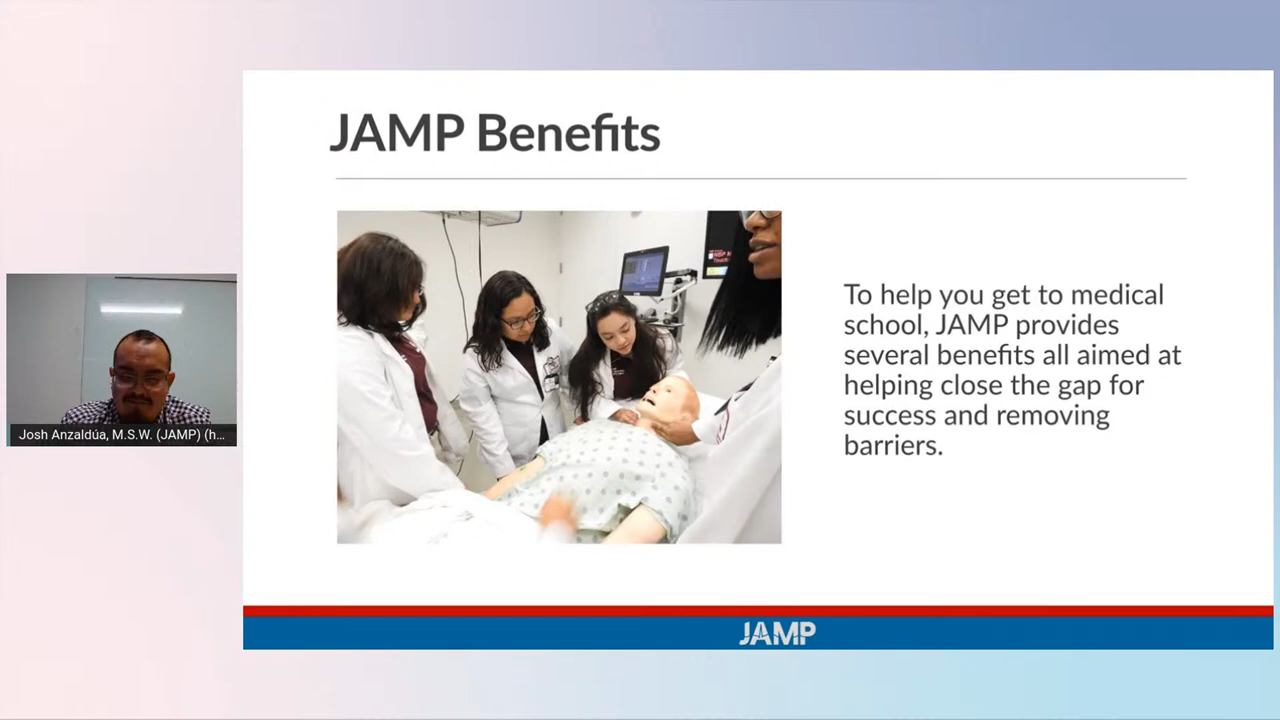 JAMP Benefits
To help you get to medical
school, JAMP provides
several benefits all aimed at
helping close the gap for
success and removing
barriers.
Josh Anzaldúa, M.S.W. (JAMP) (h...
JAMP